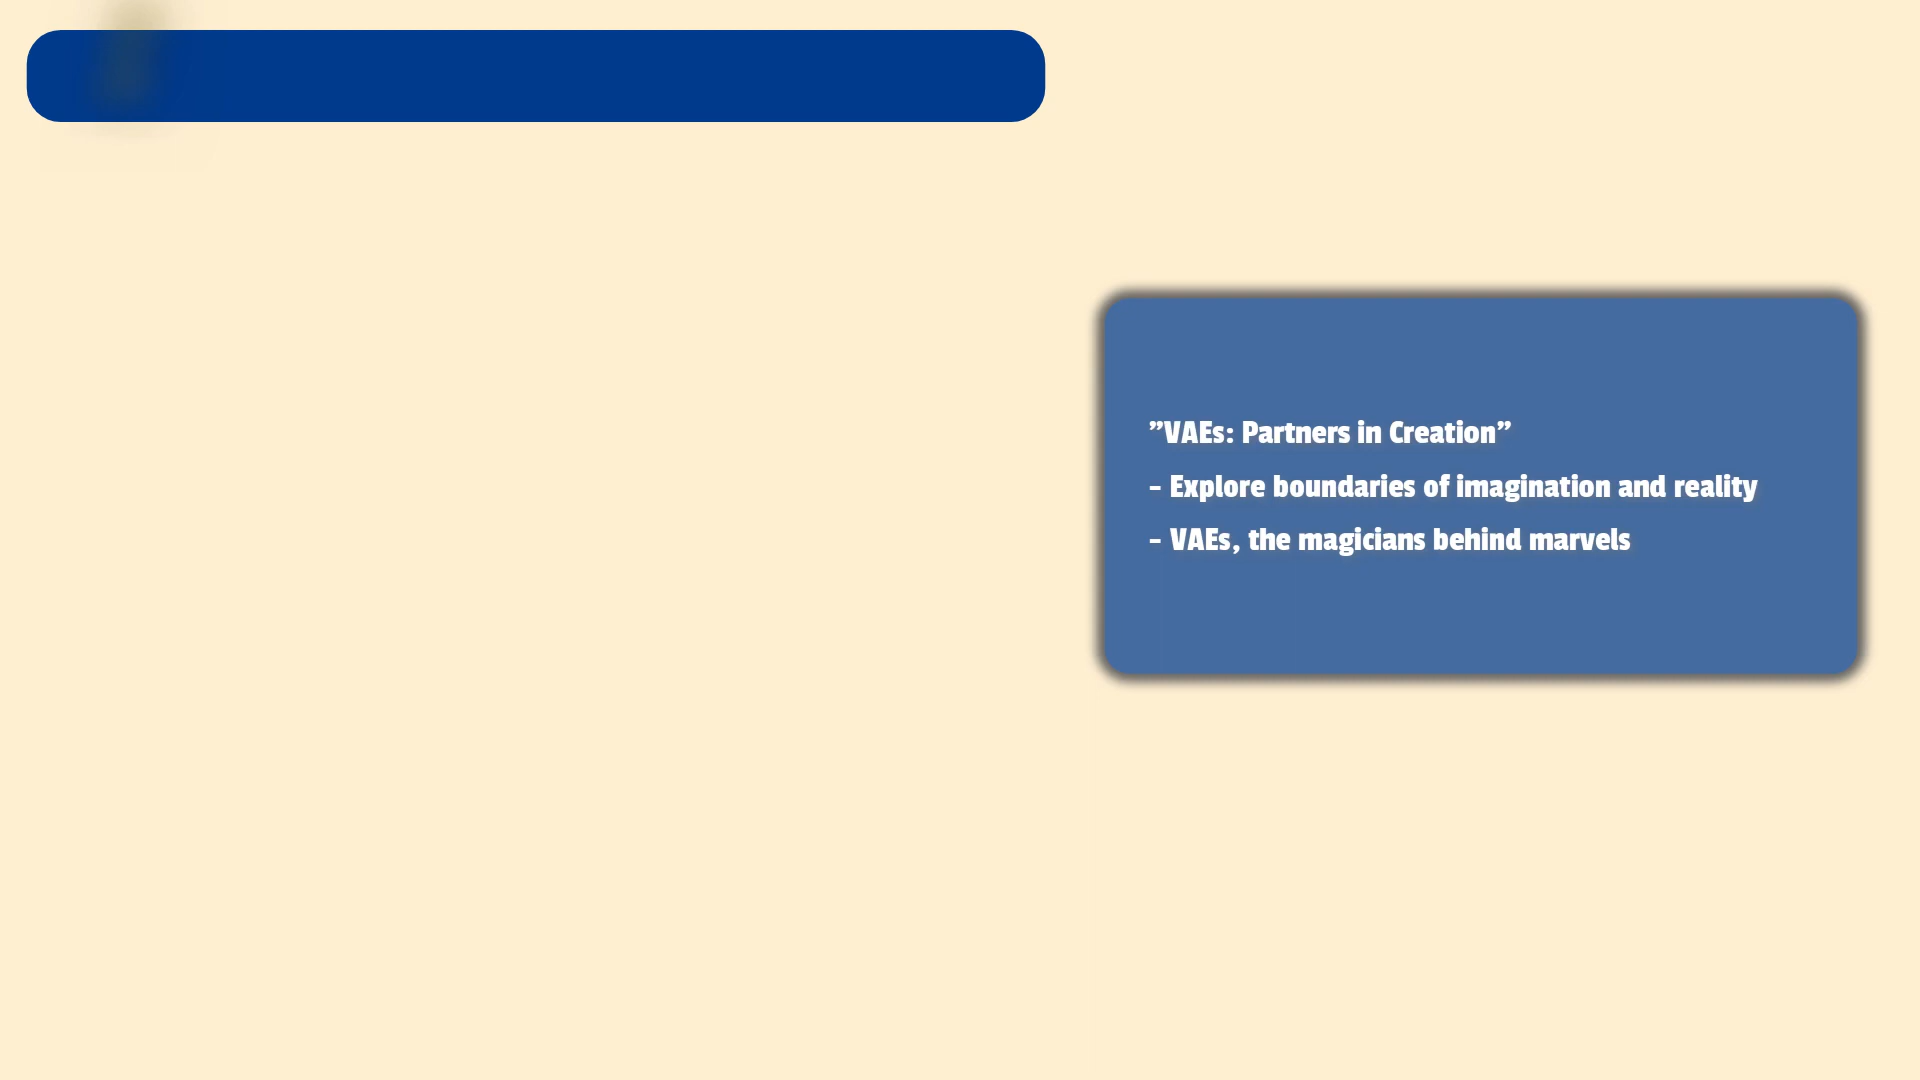 ”VAEs: Partners in Creation”
- Explore boundaries of imagination and reality
- VAEs, the magicians behind marvels